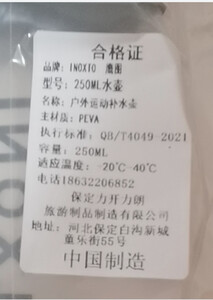 合格证
品牌: INOXTO 鹰图
型号: 250ML水壶
名称: 户外运动补水壶
主材质: PEVA
执行标准: QB/T4049-2021
容量: 250ML
适应温度: -20℃-40℃
电话18632206852
保定力开力朗
旅游制品制造有限公司
地址: 河北保定白沟新城
菫乐街55号
中国制造